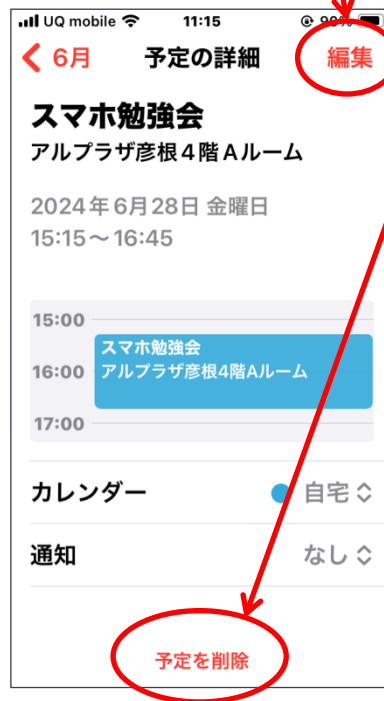 UQ mobile 11:15 90%
6月 予定の詳細 編集
スマホ勉強会
アルプラザ彦根4階Aルーム
2024年6月28日 金曜日
15:15～16:45
15:00
スマホ勉強会
16:00 アルプラザ彦根4階Aルーム
17:00
カレンダー 自宅
通知 なし
予定を削除